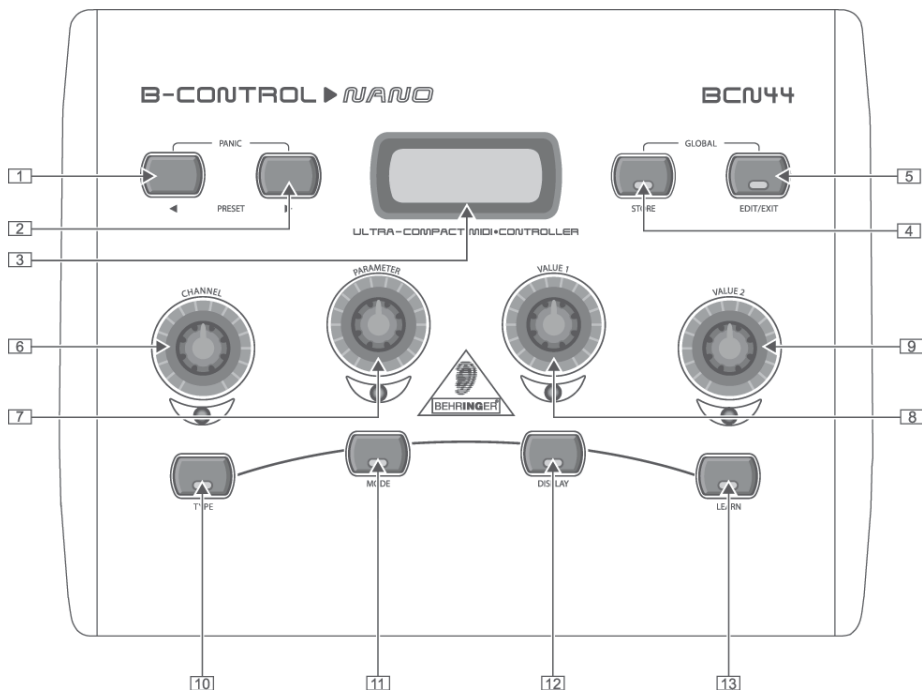 B-CONTROL NANO
BCN44
PANIC
GLOBAL
1
5
◀ PRESET ▶
STORE
EDIT/EXIT
2
4
ULTRA-COMPACT MIDI•CONTROLLER
3
CHANNEL
PARAMETER
VALUE 1
VALUE 2
6
9
BEHRINGER
7
8
TYPE
MODE
DISPLAY
LEARN
10
11
12
13